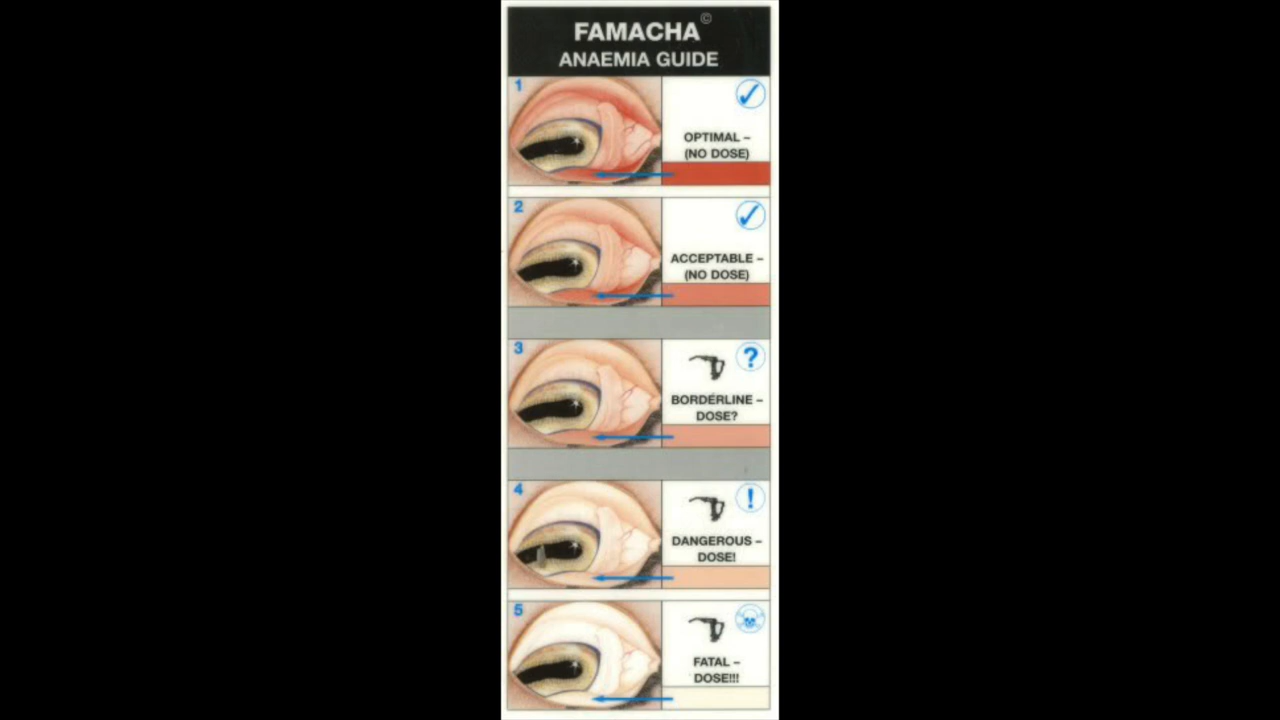 FAMACHA©
ANAEMIA GUIDE
1
OPTIMAL –
(NO DOSE)
2
ACCEPTABLE –
(NO DOSE)
3
?
BORDERLINE –
DOSE?
4
!
DANGEROUS –
DOSE!
5
FATAL –
DOSE!!!